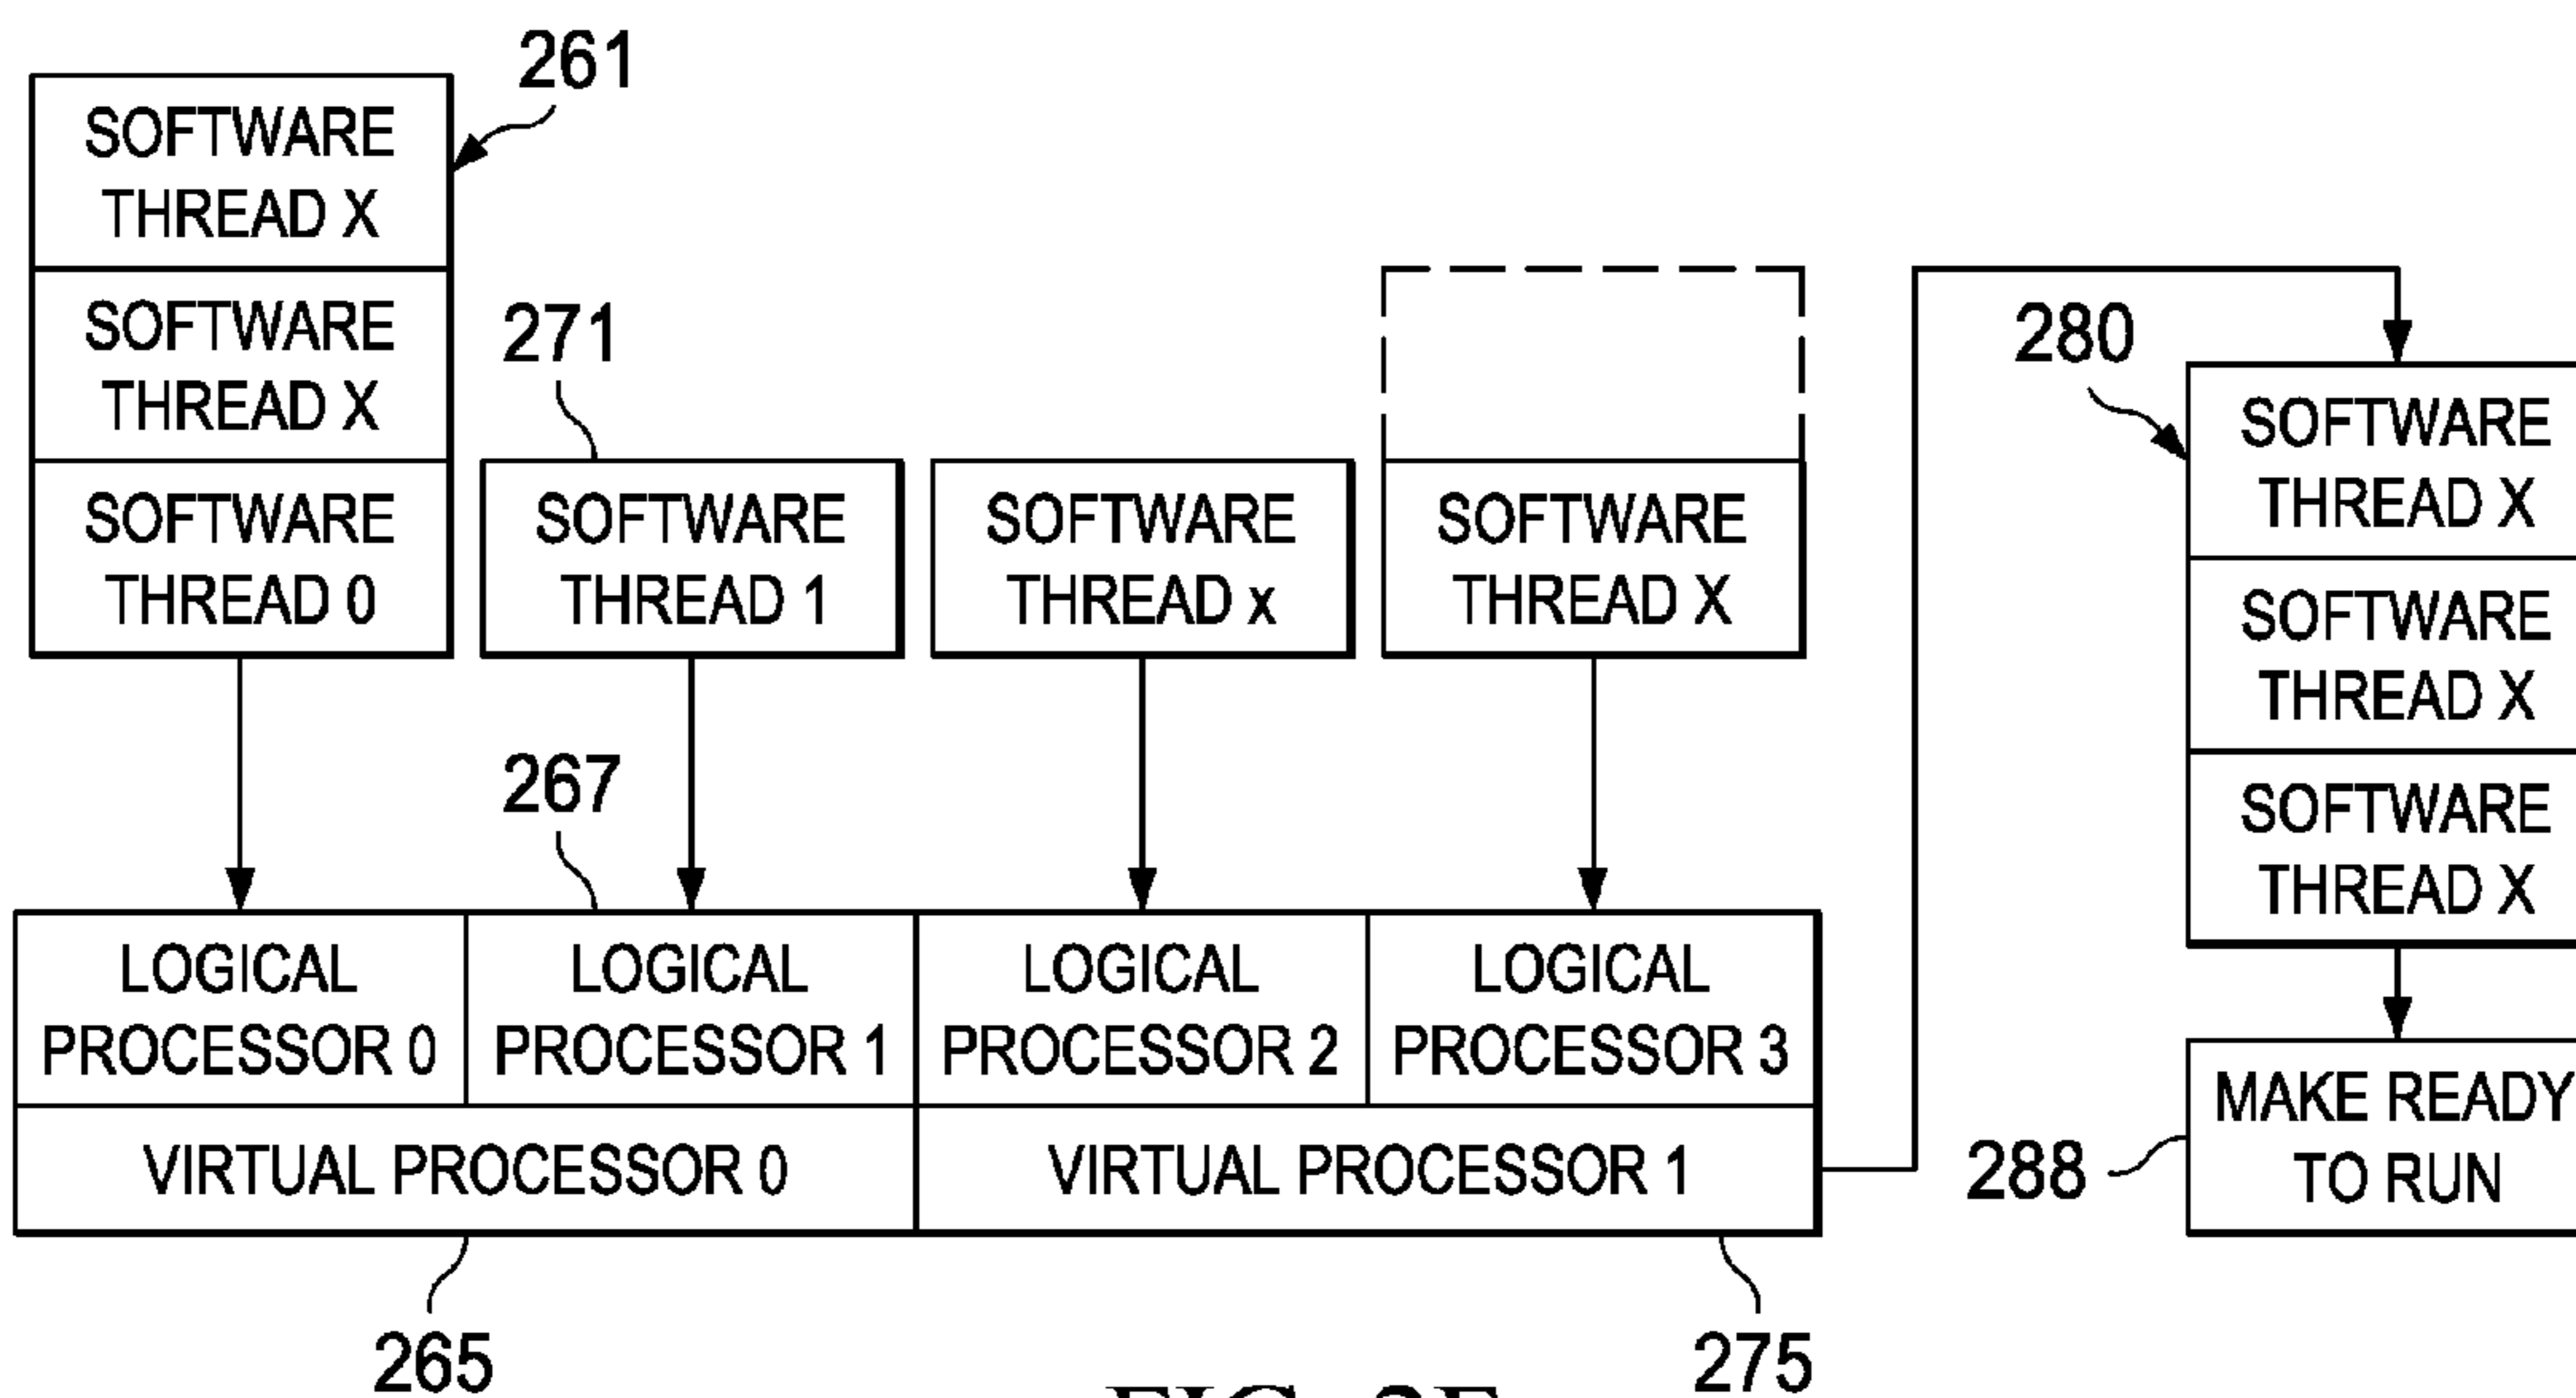 261
SOFTWARE
THREAD X
SOFTWARE
THREAD X
SOFTWARE
THREAD 0
271
SOFTWARE
THREAD 1
SOFTWARE
THREAD x
SOFTWARE
THREAD X
280
SOFTWARE
THREAD X
SOFTWARE
THREAD X
SOFTWARE
THREAD X
267
LOGICAL
PROCESSOR 0
LOGICAL
PROCESSOR 1
LOGICAL
PROCESSOR 2
LOGICAL
PROCESSOR 3
VIRTUAL PROCESSOR 0
VIRTUAL PROCESSOR 1
288
MAKE READY
TO RUN
265
275